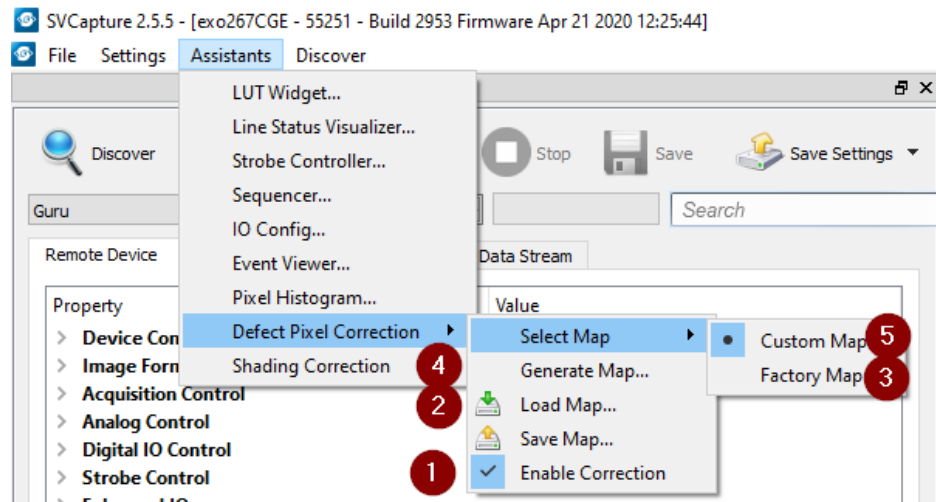 SVCapture 2.5.5 - [exo267CGE - 55251 - Build 2953 Firmware Apr 21 2020 12:25:44]
File Settings Assistants Discover
LUT Widget...
Line Status Visualizer...
Strobe Controller...
Sequencer...
IO Config...
Event Viewer...
Pixel Histogram...
Defect Pixel Correction
Shading Correction 4
Discover
Stop Save Save Settings
Guru Search
Remote Device Data Stream
Property Value
Device Con
Image Forn
Acquisition Control 2
Analog Control
Digital IO Control
Strobe Control 1
Select Map
Generate Map...
Load Map...
Save Map...
Enable Correction
Custom Map 5
Factory Map 3